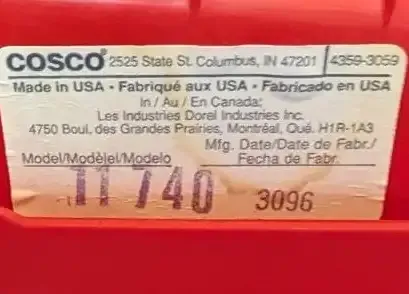 COSCO® 2525 State St. Columbus, IN 47201 4359-3059
Made in USA • Fabriqué aux USA • Fabricado en USA
In / Au / En Canada:
Les Industries Dorel Industries Inc.
4750 Boul. des Grandes Prairies, Montréal, Qué. H1R-1A3
Mfg. Date/Date de Fabr./
Model/Modèlel/Modelo Fecha de Fabr.
11 740 3096